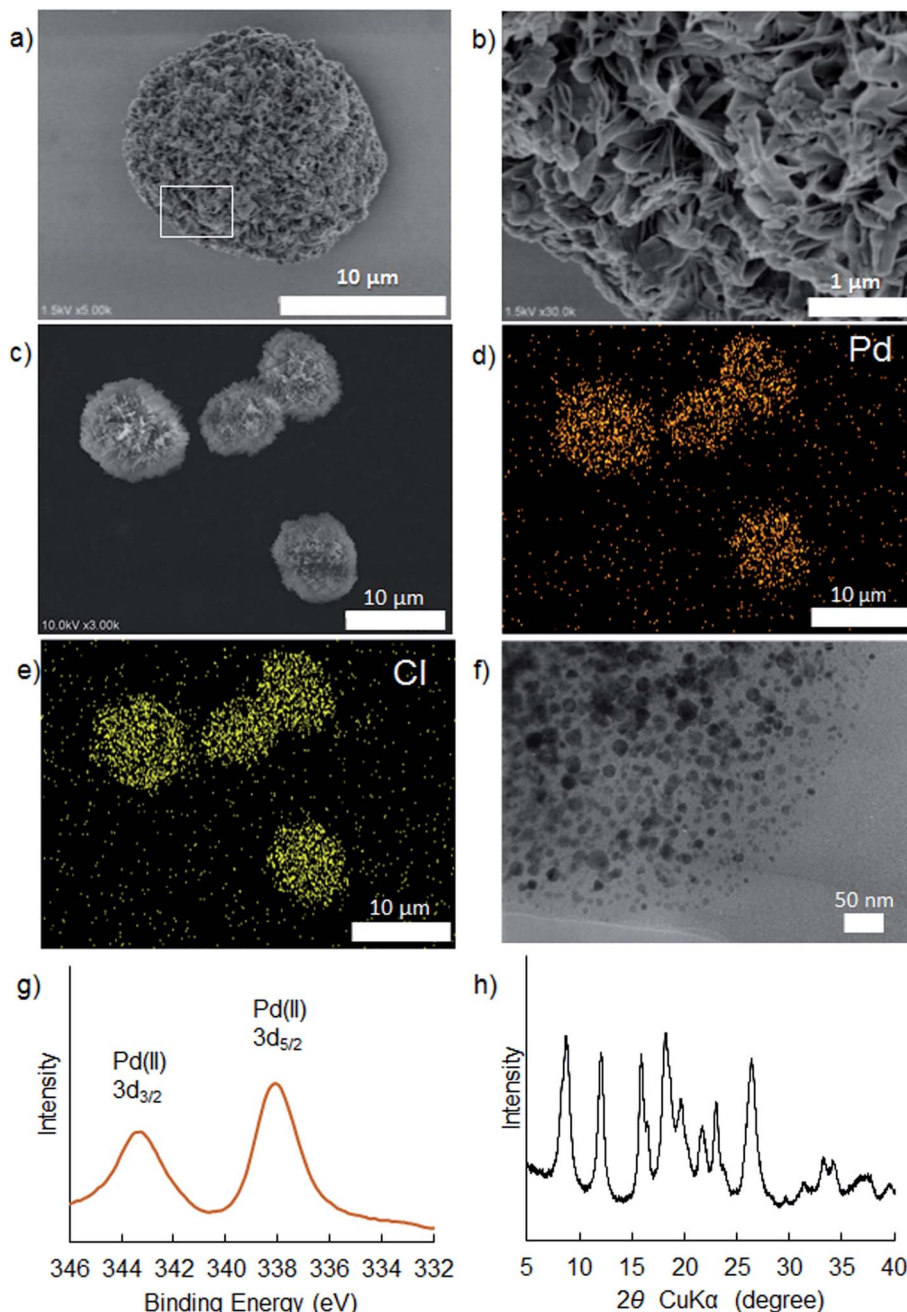 a)
10 µm
1.5kV x5.00k
b)
1 µm
1.5kV x30.0k
c)
10 µm
10.0kV x3.00k
d)
Pd
10 µm
e)
Cl
10 µm
f)
50 nm
g)
Pd(II)
3d3/2
Pd(II)
3d5/2
Intensity
346 344 342 340 338 336 334 332
Binding Energy (eV)
h)
Intensity
5 10 15 20 25 30 35 40
2θ CuKα (degree)